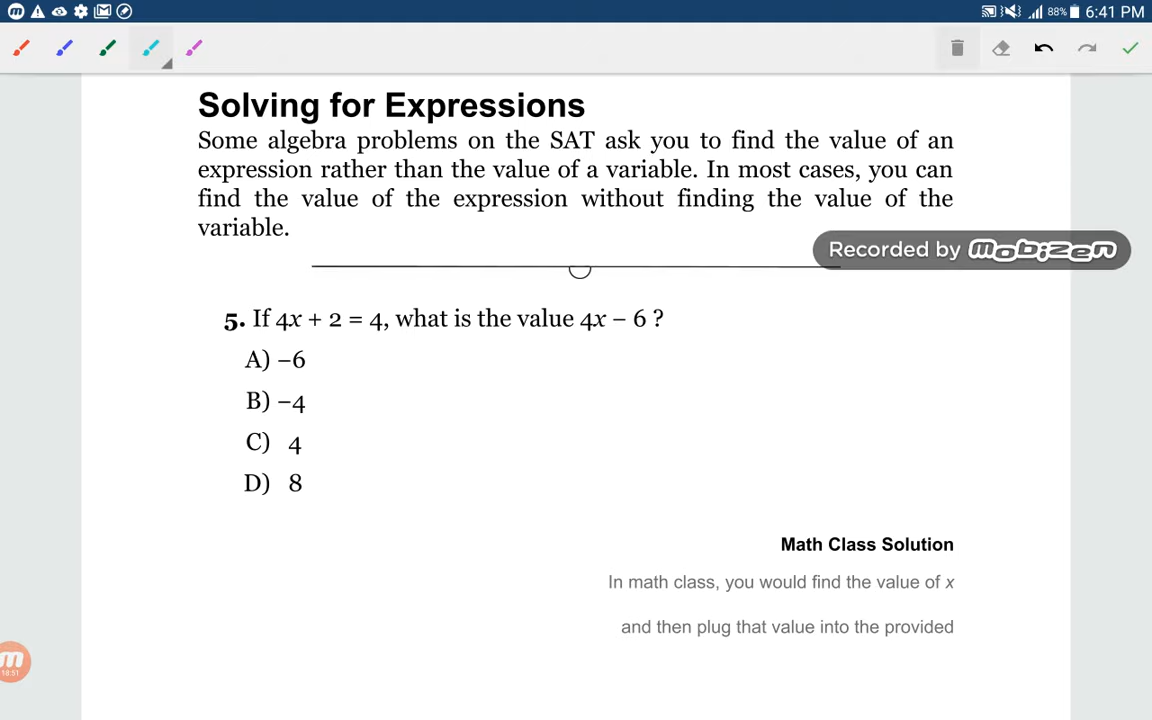 88% 6:41 PM
Solving for Expressions
Some algebra problems on the SAT ask you to find the value of an
expression rather than the value of a variable. In most cases, you can
find the value of the expression without finding the value of the
variable.
Recorded by mobizen
5. If 4x + 2 = 4, what is the value 4x − 6 ?
A) −6
B) −4
C) 4
D) 8
Math Class Solution
In math class, you would find the value of x
and then plug that value into the provided
18:51